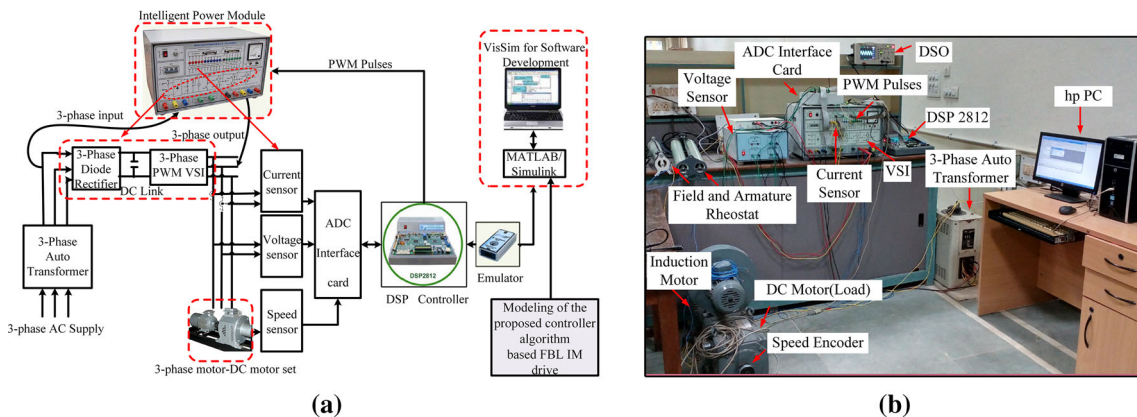 Intelligent Power Module
VisSim for Software
Development
PWM Pulses
3-phase input
3-phase output
3-Phase
Diode
Rectifier
3-Phase
PWM VSI
DC Link
Current
sensor
MATLAB/
Simulink
3-Phase
Auto
Transformer
Voltage
sensor
ADC
Interface
card
DSP2812
DSP Controller
Emulator
Speed
sensor
Modeling of the
proposed controller
algorithm
based FBL IM
drive
3-phase AC Supply
3-phase motor-DC motor set
(a)
ADC Interface
Card
DSO
Voltage
Sensor
PWM Pulses
hp PC
DSP 2812
3-Phase Auto
Transformer
Current
Sensor
VSI
Field and Armature
Rheostat
Induction
Motor
DC Motor(Load)
Speed Encoder
(b)